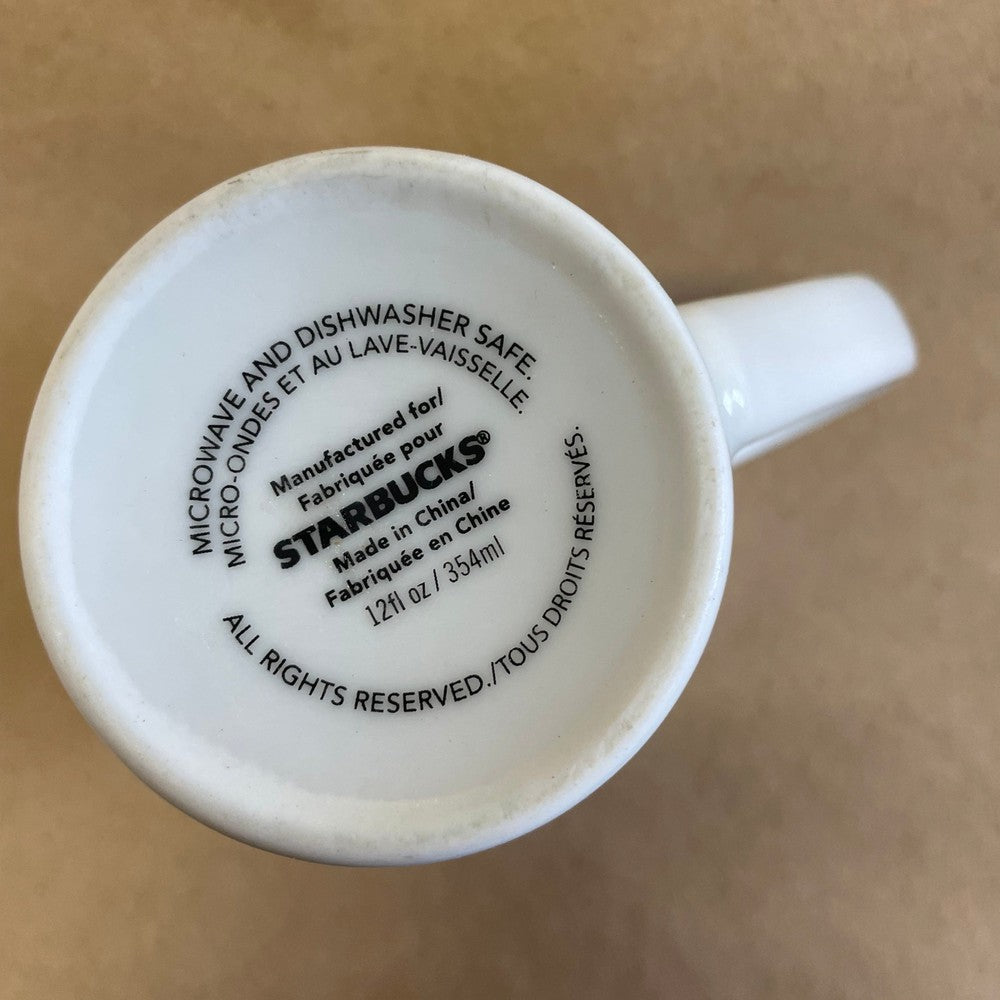 MICROWAVE AND DISHWASHER SAFE.
MICRO-ONDES ET AU LAVE-VAISSELLE.
Manufactured for/
Fabriquée pour
STARBUCKS®
Made in China/
Fabriquée en Chine
12fl oz / 354ml
ALL RIGHTS RESERVED./TOUS DROITS RÉSERVÉS.